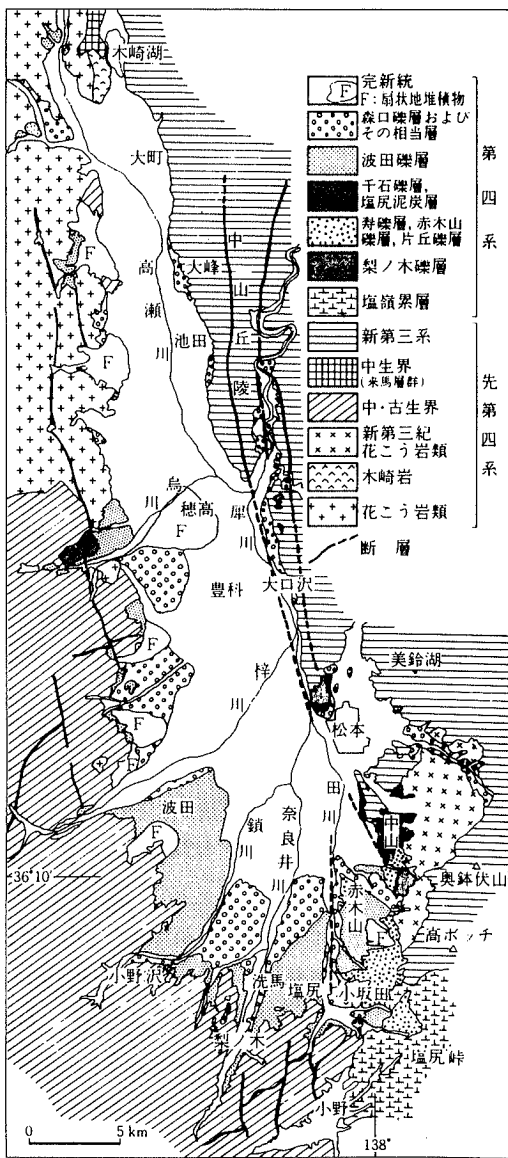 木崎湖
大町
高瀬川
大峰
池田
中山丘陵
烏川
穂高
F
犀川
豊科
大口沢
梓川
美鈴湖
松本
田川
中山
波田
F
鎖川
奈良井川
赤木山
奥鉢伏山
高ボッチ
36°10′
小野沢
洗馬
塩尻
小坂田
梨ノ木
塩尻峠
小野
F
F
F
F
F
F
0 5 km
138°
完新統
F:扇状地堆積物
森口礫層および
その相当層
波田礫層
千石礫層,
塩尻泥炭層
寿礫層,赤木山
礫層,片丘礫層
梨ノ木礫層
塩嶺累層
第四系
新第三系
中生界
(来馬層群)
中・古生界
新第三紀
花こう岩類
木崎岩
花こう岩類
先第四系
断層